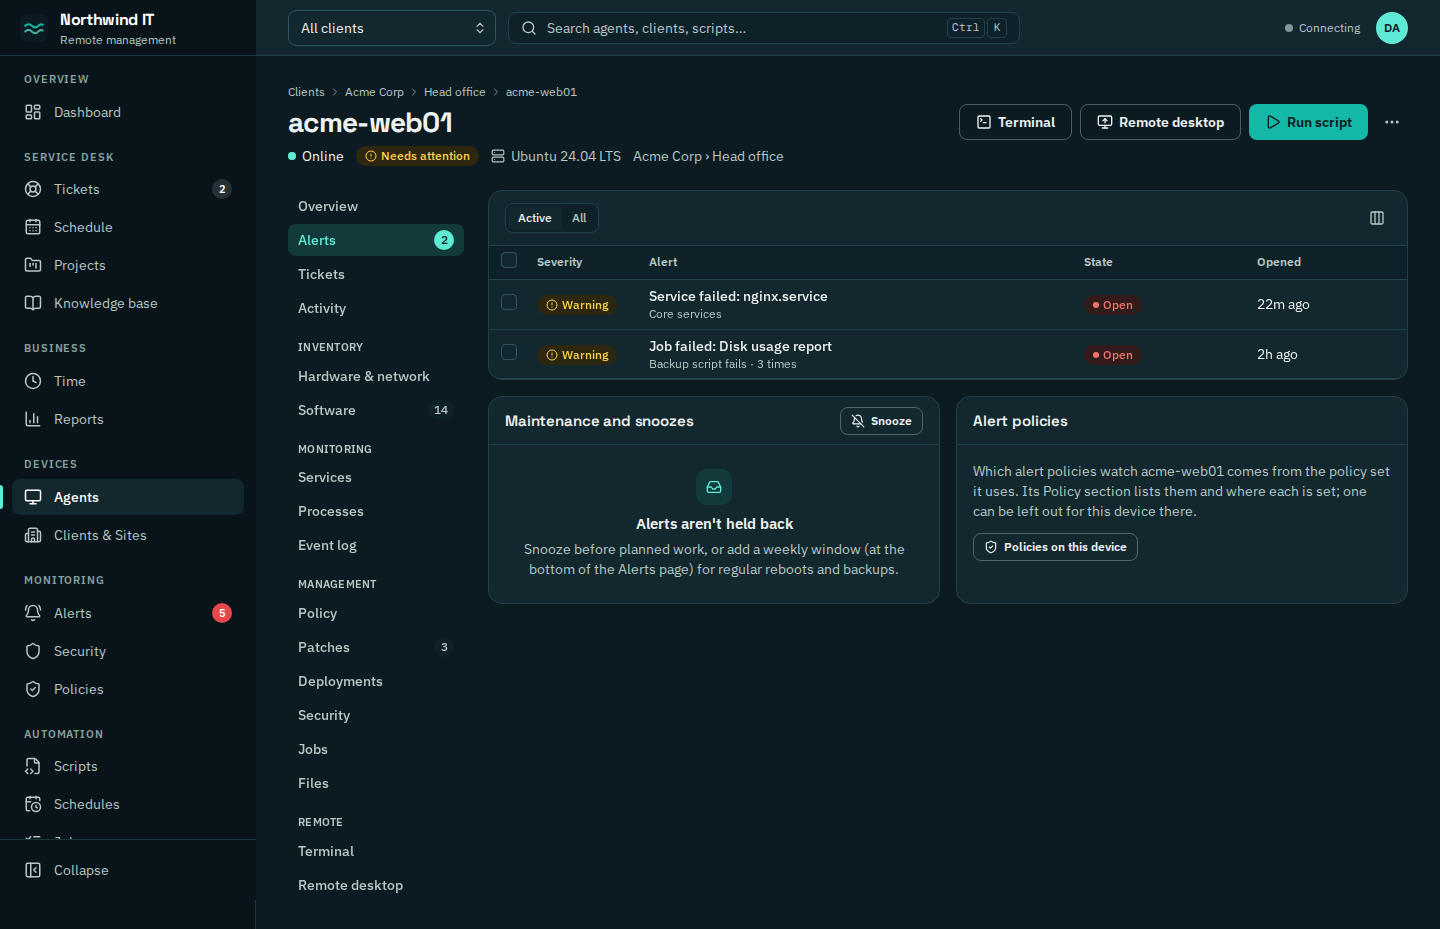 Northwind IT
Remote management
All clients
Search agents, clients, scripts...
Ctrl K
Connecting
DA
OVERVIEW
Dashboard
SERVICE DESK
Tickets 2
Schedule
Projects
Knowledge base
BUSINESS
Time
Reports
DEVICES
Agents
Clients & Sites
MONITORING
Alerts 5
Security
Policies
AUTOMATION
Scripts
Schedules
Collapse
Clients > Acme Corp > Head office > acme-web01
acme-web01
Online
Needs attention
Ubuntu 24.04 LTS
Acme Corp › Head office
Terminal
Remote desktop
Run script
Overview
Alerts 2
Tickets
Activity
INVENTORY
Hardware & network
Software 14
MONITORING
Services
Processes
Event log
MANAGEMENT
Policy
Patches 3
Deployments
Security
Jobs
Files
REMOTE
Terminal
Remote desktop
Active All
Severity Alert State Opened
Warning Service failed: nginx.service Open 22m ago
Core services
Warning Job failed: Disk usage report Open 2h ago
Backup script fails · 3 times
Maintenance and snoozes
Snooze
Alerts aren't held back
Snooze before planned work, or add a weekly window (at the
bottom of the Alerts page) for regular reboots and backups.
Alert policies
Which alert policies watch acme-web01 comes from the policy set
it uses. Its Policy section lists them and where each is set; one
can be left out for this device there.
Policies on this device